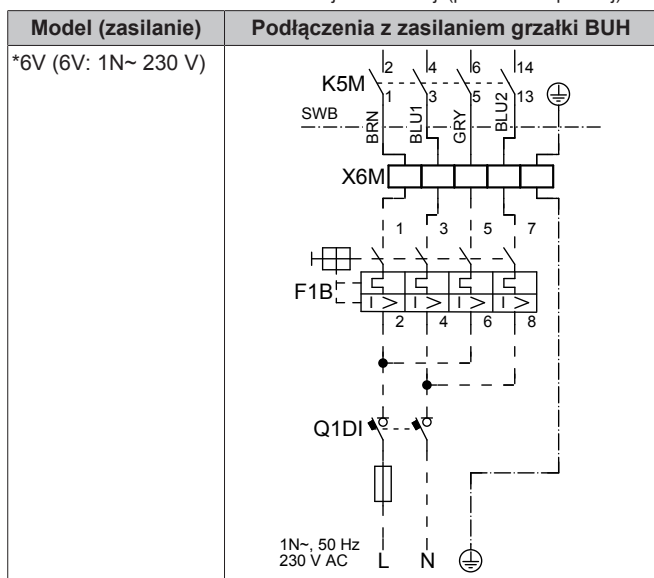 Model (zasilanie)
Podłączenia z zasilaniem grzałki BUH
*6V (6V: 1N~ 230 V)
2 4 6 14
K5M
1 3 5 13
SWB
BRN BLU1 GRY BLU2
X6M
1 3 5 7
F1B
I > I > I > I >
2 4 6 8
Q1DI
1N~, 50 Hz
230 V AC
L N